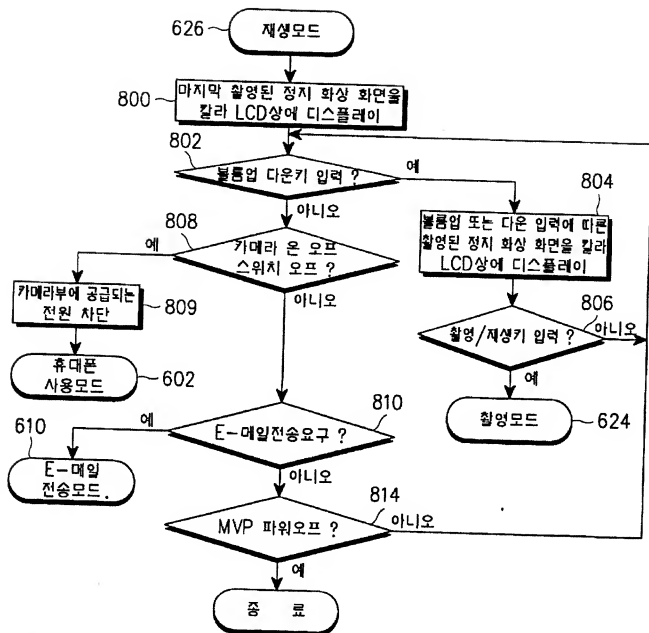 626
재생모드
800
마지막 촬영된 정지 화상 화면을
칼라 LCD상에 디스플레이
802
볼륨업 다운키 입력 ?
예
아니오
804
볼륨업 또는 다운 입력에 따른
촬영된 정지 화상 화면을 칼라
LCD상에 디스플레이
808
예
카메라 온 오프
스위치 오프 ?
아니오
카메라부에 공급되는
전원 차단
809
806
촬영/재생키 입력 ?
아니오
예
휴대폰
사용모드
602
촬영모드
624
810
E-메일전송요구 ?
예
아니오
610
E-메일
전송모드.
814
MVP 파워오프 ?
아니오
예
종 료